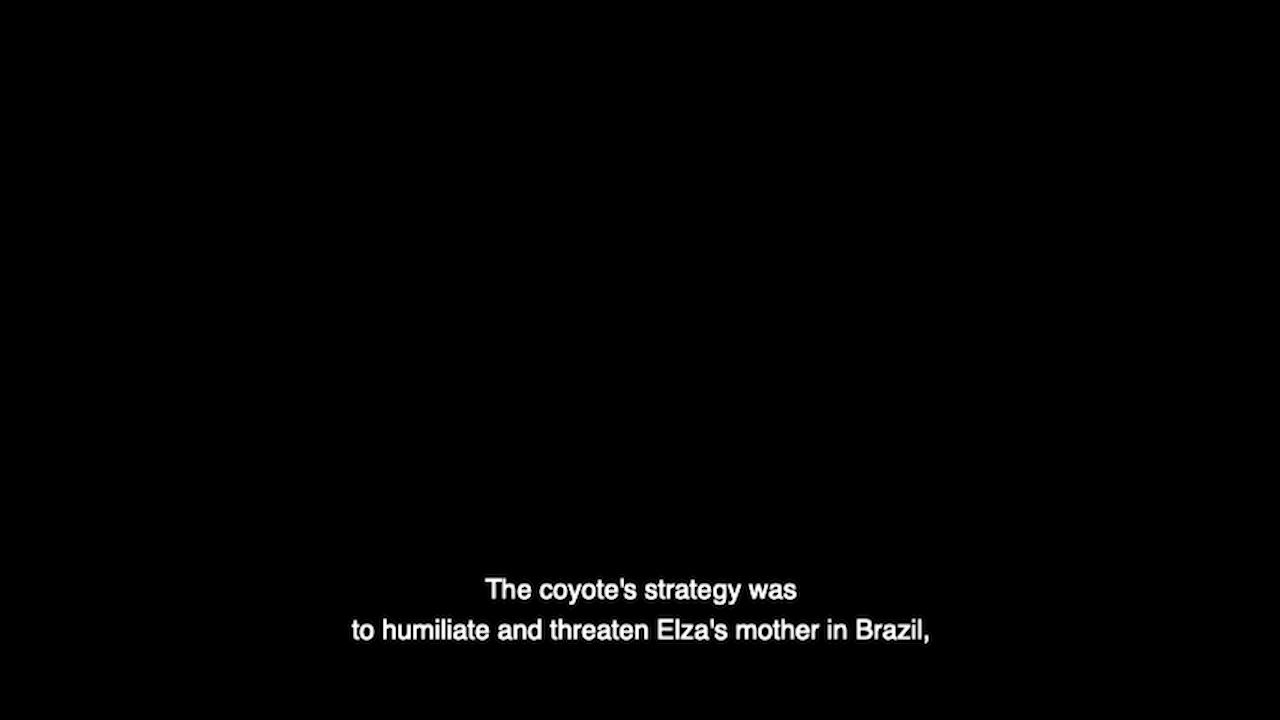 The coyote's strategy was
to humiliate and threaten Elza's mother in Brazil,